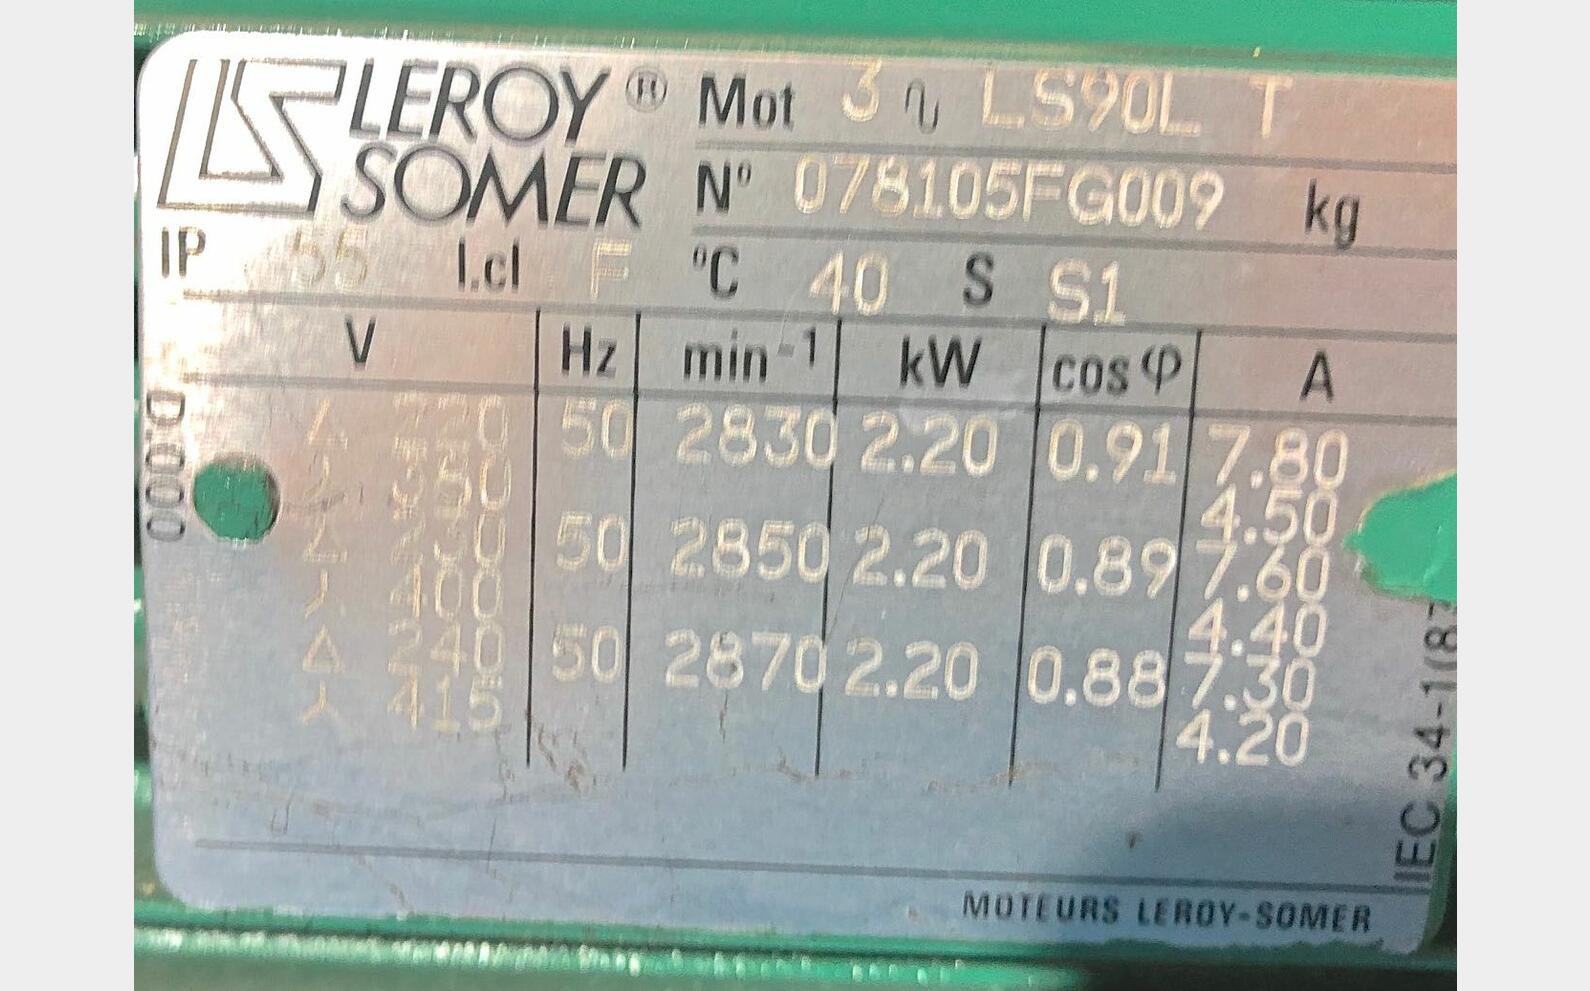 LS LEROY® Mot 3 ∿ LS90L T
SOMER N° 078105FG009 kg
IP 55 I.cl F °C 40 S S1
V Hz min-1 kW cos φ A
Δ 220 50 2830 2.20 0.91 7.80
⅄ 380 4.50
Δ 230 50 2850 2.20 0.89 7.60
⅄ 400 4.40
Δ 240 50 2870 2.20 0.88 7.30
⅄ 415 4.20
MOTEURS LEROY-SOMER
D.000
IEC 34-1(87